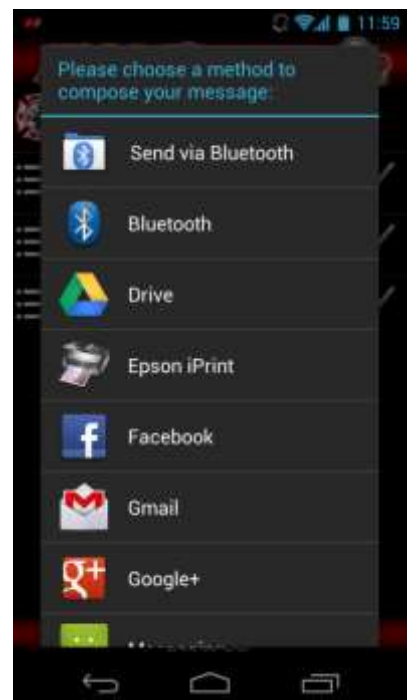 11:59
Please choose a method to
compose your message:
Send via Bluetooth
Bluetooth
Drive
Epson iPrint
Facebook
Gmail
Google+